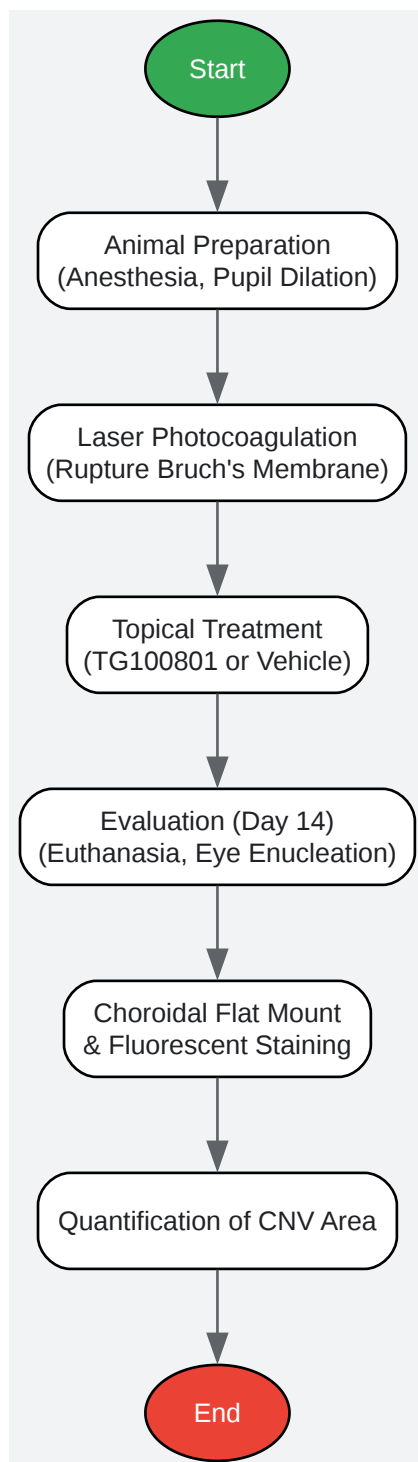 Start
Animal Preparation
(Anesthesia, Pupil Dilation)
Laser Photocoagulation
(Rupture Bruch's Membrane)
Topical Treatment
(TG100801 or Vehicle)
Evaluation (Day 14)
(Euthanasia, Eye Enucleation)
Choroidal Flat Mount
& Fluorescent Staining
Quantification of CNV Area
End